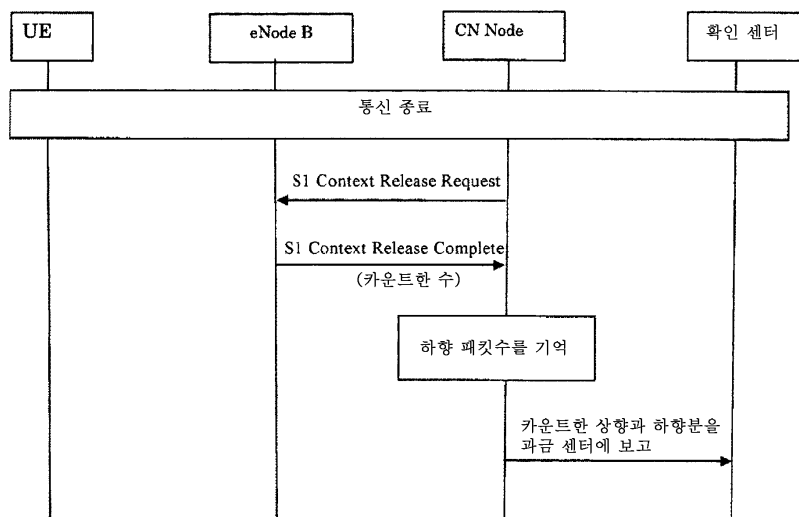 UE
eNode B
CN Node
확인 센터
통신 종료
S1 Context Release Request
S1 Context Release Complete
(카운트한 수)
하향 패킷수를 기억
카운트한 상향과 하향분을
과금 센터에 보고